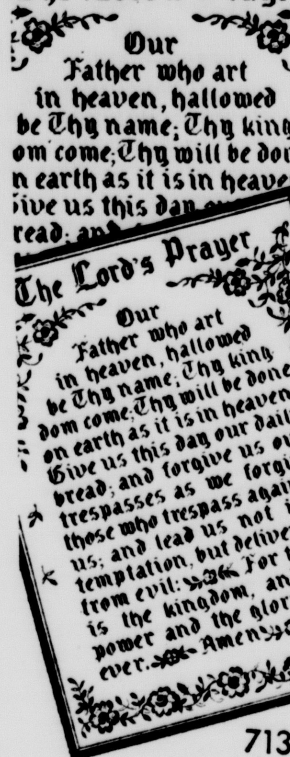 Our
Father who art
in heaven, hallowed
be Thy name; Thy king
om come; Thy will be don
n earth as it is in heave
ive us this day
read; and
The Lord's Prayer
Our
Father who art
in heaven, hallowed
be Thy name; Thy king
dom come; Thy will be done
on earth as it is in heaven
Give us this day our dail
bread; and forgive us ou
trespasses as we forgi
those who trespass agai
us; and lead us not i
temptation, but delive
from evil: For t
is the kingdom, an
power and the glor
ever. Amen
713